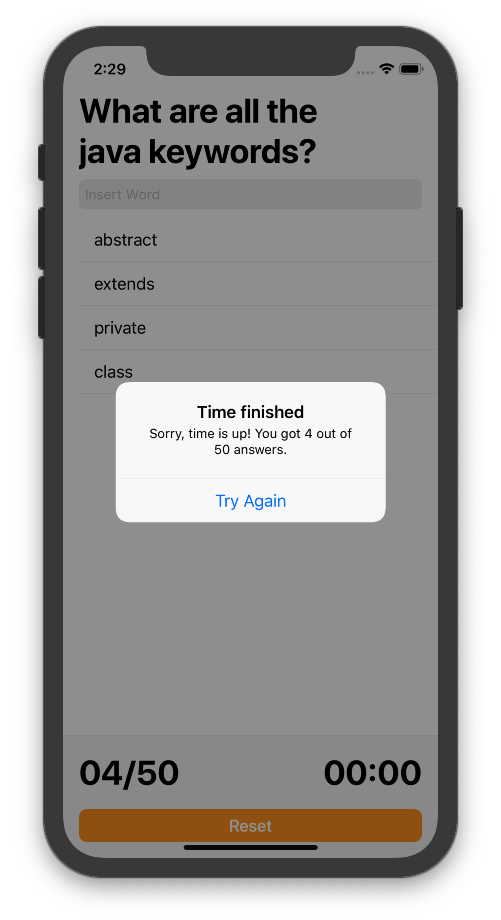 2:29
What are all the
java keywords?
Insert Word
abstract
extends
private
class
Time finished
Sorry, time is up! You got 4 out of
50 answers.
Try Again
04/50 00:00
Reset